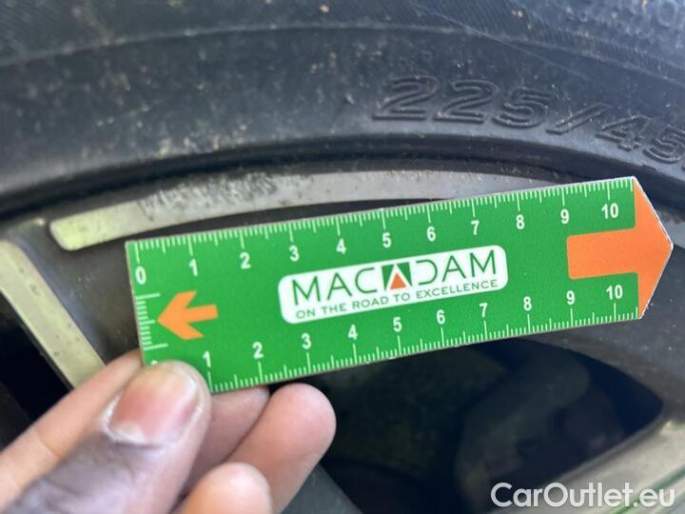 225/45
0 1 2 3 4 5 6 7 8 9 10
MACADAM
ON THE ROAD TO EXCELLENCE
1 2 3 4 5 6 7 8 9 10
CarOutlet.eu